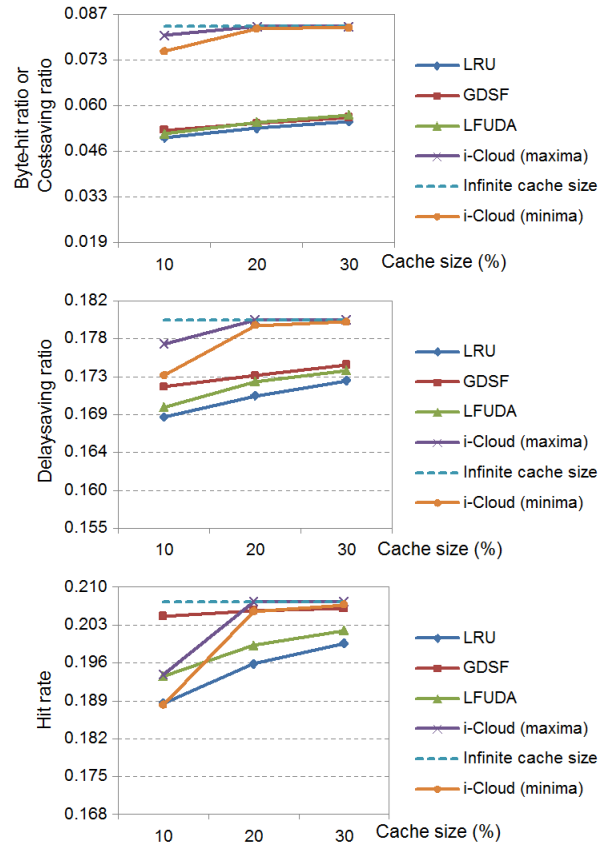 Byte-hit ratio or
Cost-saving ratio
0.087
0.073
0.060
0.046
0.033
0.019
10
20
30
Cache size (%)
LRU
GDSF
LFUDA
i-Cloud (maxima)
Infinite cache size
i-Cloud (minima)
Delay-saving ratio
0.182
0.178
0.173
0.169
0.164
0.160
0.155
10
20
30
Cache size (%)
LRU
GDSF
LFUDA
i-Cloud (maxima)
Infinite cache size
i-Cloud (minima)
Hit rate
0.210
0.203
0.196
0.189
0.182
0.175
0.168
10
20
30
Cache size (%)
LRU
GDSF
LFUDA
i-Cloud (maxima)
Infinite cache size
i-Cloud (minima)